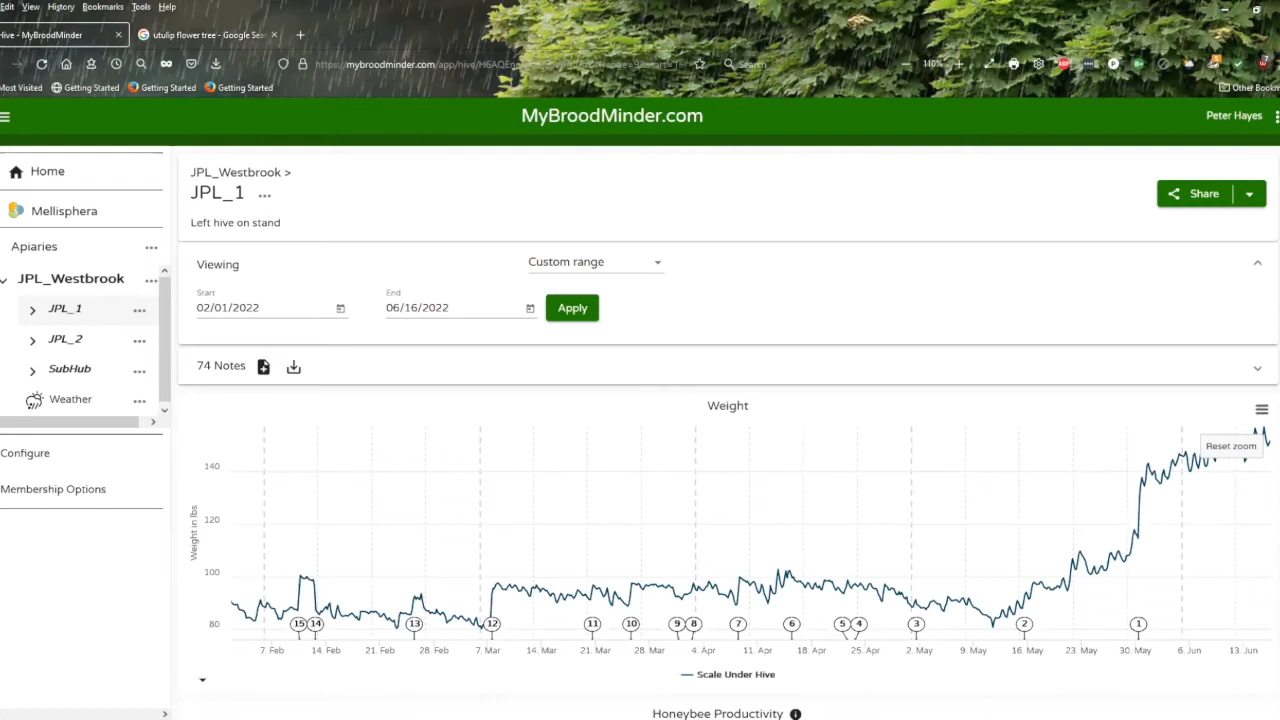 Edit View History Bookmarks Tools Help
Hive - MyBroodMinder
utulip flower tree - Google Sea
110%
Search
Most Visited Getting Started Getting Started Getting Started
Other Bookm
MyBroodMinder.com
Peter Hayes
Home
Mellisphera
Apiaries
JPL_Westbrook
JPL_1
JPL_2
SubHub
Weather
Configure
Membership Options
JPL_Westbrook >
JPL_1
Left hive on stand
Share
Viewing
Custom range
Start
02/01/2022
End
06/16/2022
Apply
74 Notes
Weight
Reset zoom
Weight in lbs
140
120
100
80
15 14 13 12 11 10 9 8 7 6 5 4 3 2 1
7. Feb 14. Feb 21. Feb 28. Feb 7. Mar 14. Mar 21. Mar 28. Mar 4. Apr 11. Apr 18. Apr 25. Apr 2. May 9. May 16. May 23. May 30. May 6. Jun 13. Jun
Scale Under Hive
Honeybee Productivity